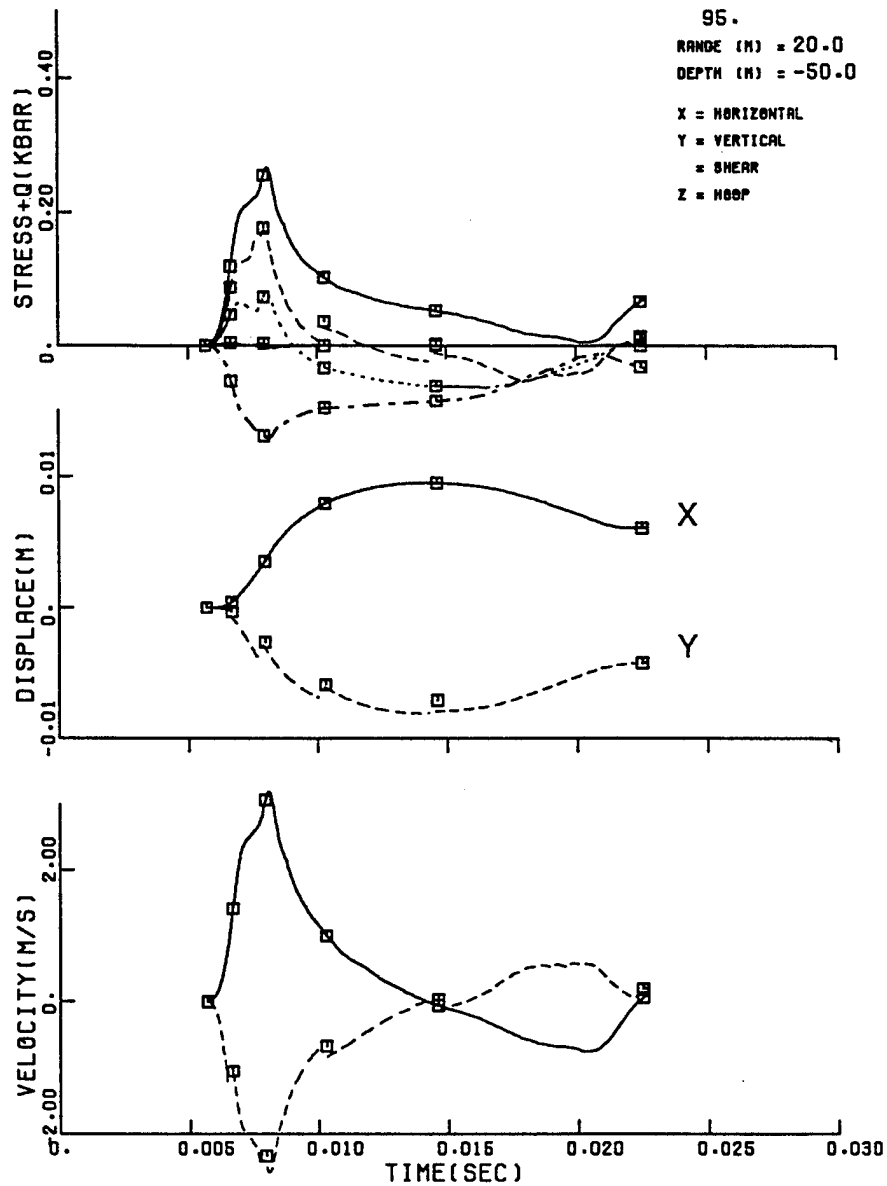 95.
RANGE (M) = 20.0
DEPTH (M) = -50.0
X = HORIZONTAL
Y = VERTICAL
= SHEAR
Z = HOOP
STRESS+Q(KBAR)
0.40
0.20
0.
DISPLACE(M)
0.01
0.
-0.01
X
Y
VELOCITY(M/S)
2.00
0.
-2.00
0.
0.005
0.010
0.015
0.020
0.025
0.030
TIME(SEC)